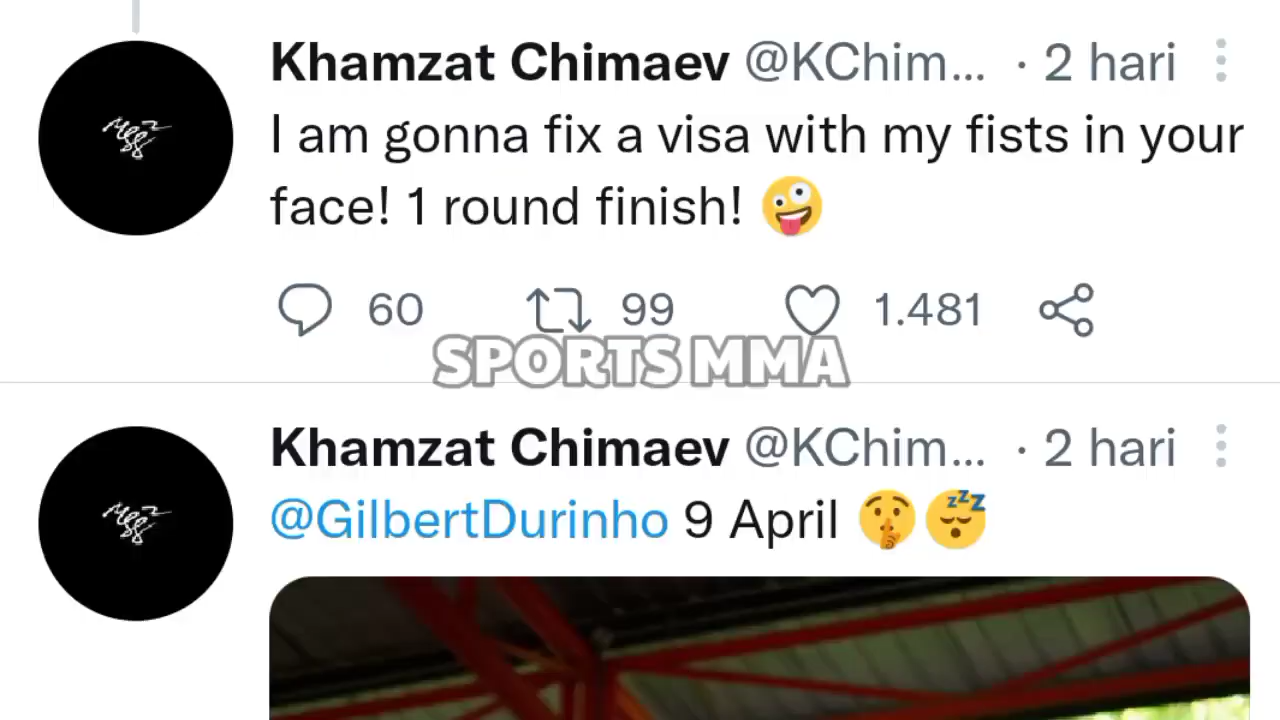 Khamzat Chimaev @KChim... · 2 hari
I am gonna fix a visa with my fists in your
face! 1 round finish! 🤪
60 99 1.481
SPORTS MMA
Khamzat Chimaev @KChim... · 2 hari
@GilbertDurinho 9 April 🤫😴